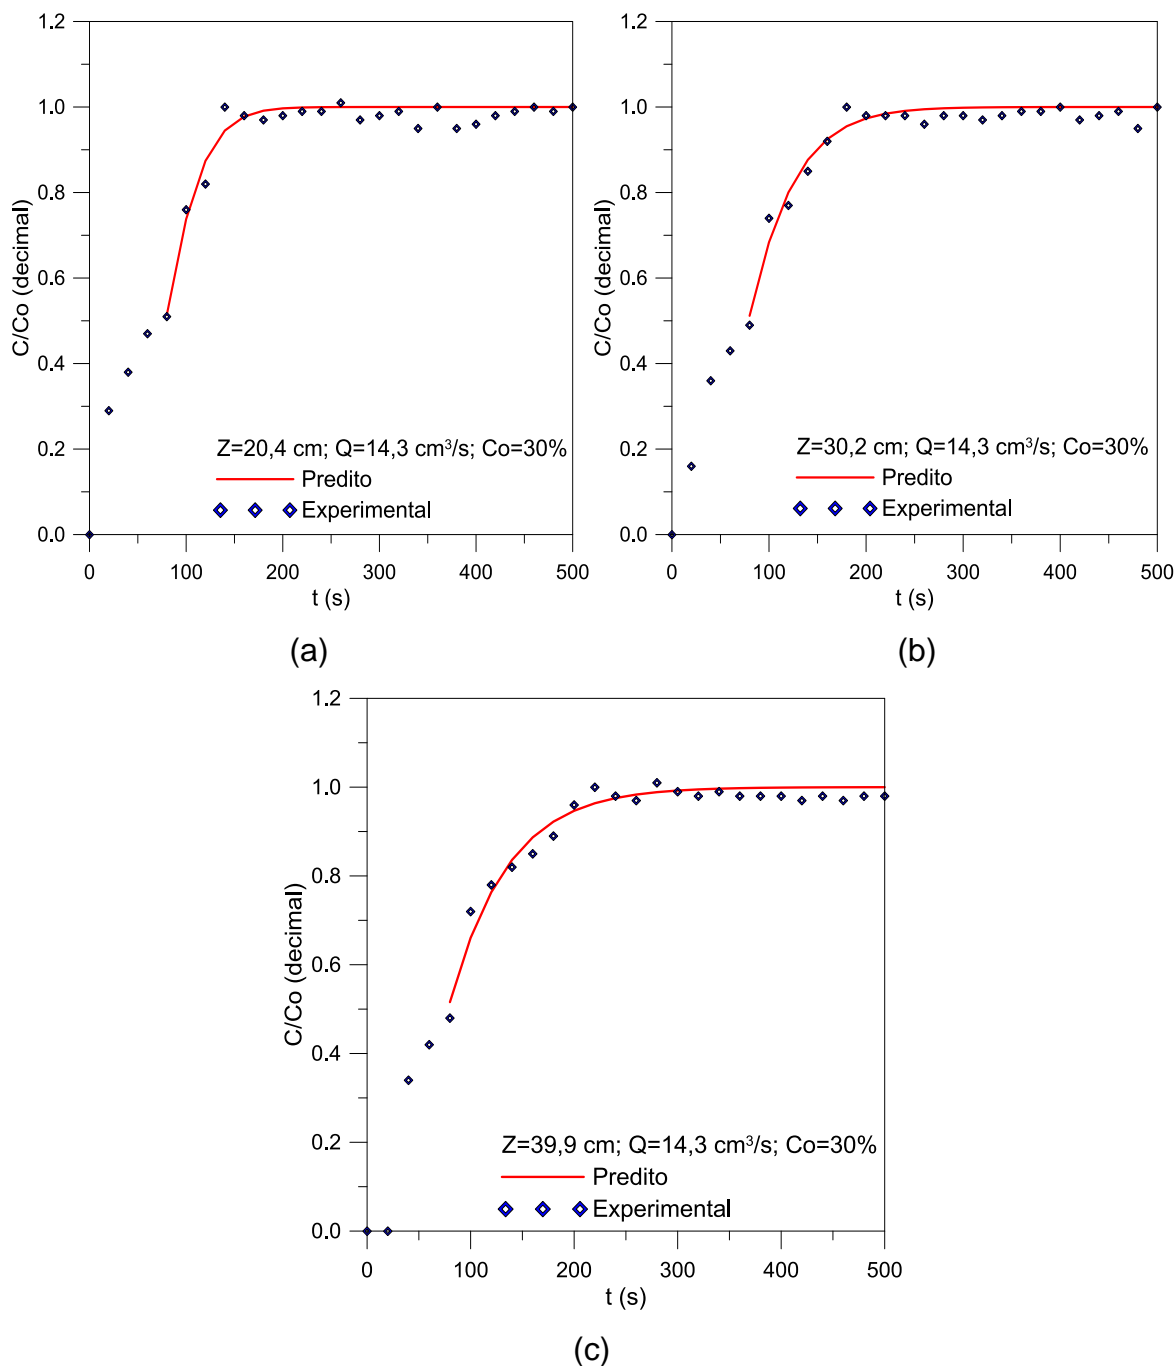 1.2
1.0
0.8
0.6
0.4
0.2
0.0
C/Co (decimal)
Z=20,4 cm; Q=14,3 cm³/s; Co=30%
Predito
Experimental
0 100 200 300 400 500
t (s)
(a)
1.2
1.0
0.8
0.6
0.4
0.2
0.0
C/Co (decimal)
Z=30,2 cm; Q=14,3 cm³/s; Co=30%
Predito
Experimental
0 100 200 300 400 500
t (s)
(b)
1.2
1.0
0.8
0.6
0.4
0.2
0.0
C/Co (decimal)
Z=39,9 cm; Q=14,3 cm³/s; Co=30%
Predito
Experimental
0 100 200 300 400 500
t (s)
(c)